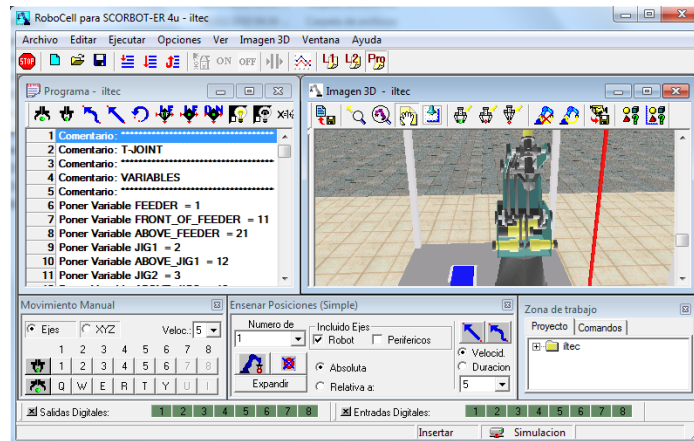 RoboCell para SCORBOT-ER 4u - iltec
Archivo Editar Ejecutar Opciones Ver Imagen 3D Ventana Ayuda
STOP ON OFF L1 L2 Prg
Programa - iltec
1 Comentario: ****************************************
2 Comentario: T-JOINT
3 Comentario: ****************************************
4 Comentario: VARIABLES
5 Comentario: ****************************************
6 Poner Variable FEEDER = 1
7 Poner Variable FRONT_OF_FEEDER = 11
8 Poner Variable ABOVE_FEEDER = 21
9 Poner Variable JIG1 = 2
10 Poner Variable ABOVE_JIG1 = 12
11 Poner Variable JIG2 = 3
Imagen 3D - iltec
Movimiento Manual
Ejes XYZ Veloc.: 5
1 2 3 4 5 6 7 8
1 2 3 4 5 6 7 8
Q W E R T Y U I
Ensenar Posiciones (Simple)
Numero de
1
Expandir
Incluido Ejes
Robot Perifericos
Absoluta
Relativa a:
Velocid.
Duracion
5
Zona de trabajo
Proyecto Comandos
iltec
Salidas Digitales: 1 2 3 4 5 6 7 8
Entradas Digitales: 1 2 3 4 5 6 7 8
Insertar Simulacion